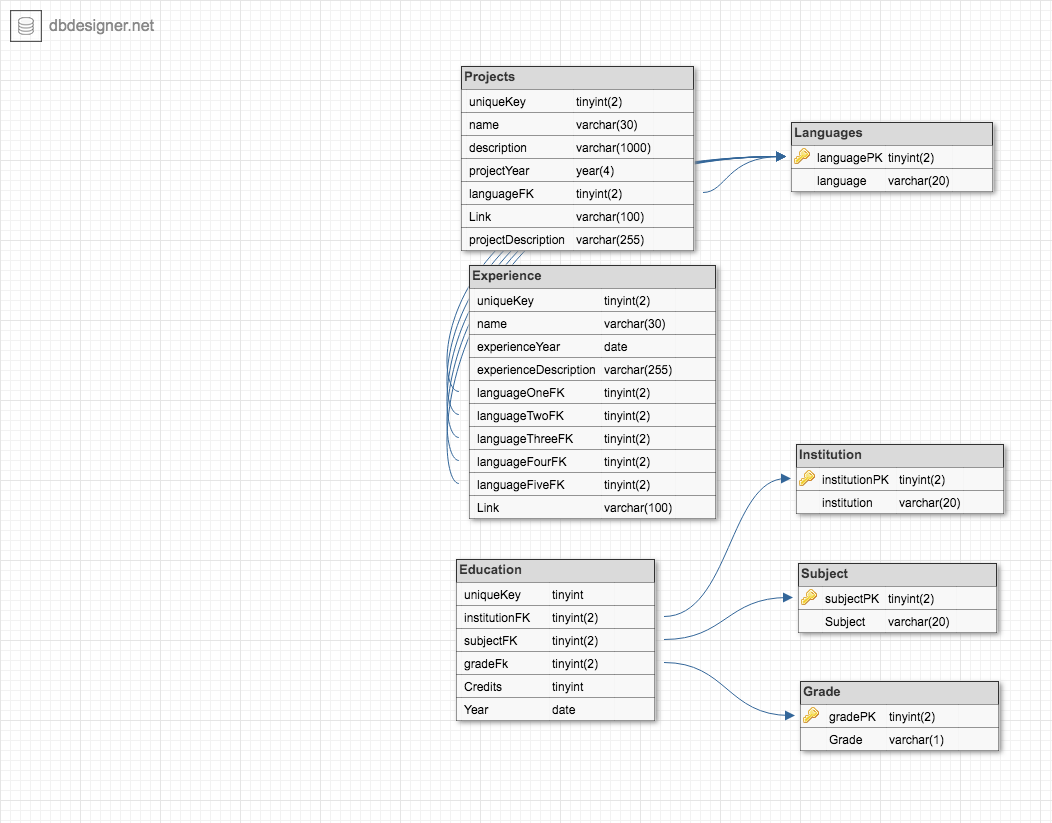 dbdesigner.net
Projects
uniqueKey tinyint(2)
name varchar(30)
description varchar(1000)
projectYear year(4)
languageFK tinyint(2)
Link varchar(100)
projectDescription varchar(255)
Languages
languagePK tinyint(2)
language varchar(20)
Experience
uniqueKey tinyint(2)
name varchar(30)
experienceYear date
experienceDescription varchar(255)
languageOneFK tinyint(2)
languageTwoFK tinyint(2)
languageThreeFK tinyint(2)
languageFourFK tinyint(2)
languageFiveFK tinyint(2)
Link varchar(100)
Institution
institutionPK tinyint(2)
institution varchar(20)
Education
uniqueKey tinyint
institutionFK tinyint(2)
subjectFK tinyint(2)
gradeFk tinyint(2)
Credits tinyint
Year date
Subject
subjectPK tinyint(2)
Subject varchar(20)
Grade
gradePK tinyint(2)
Grade varchar(1)